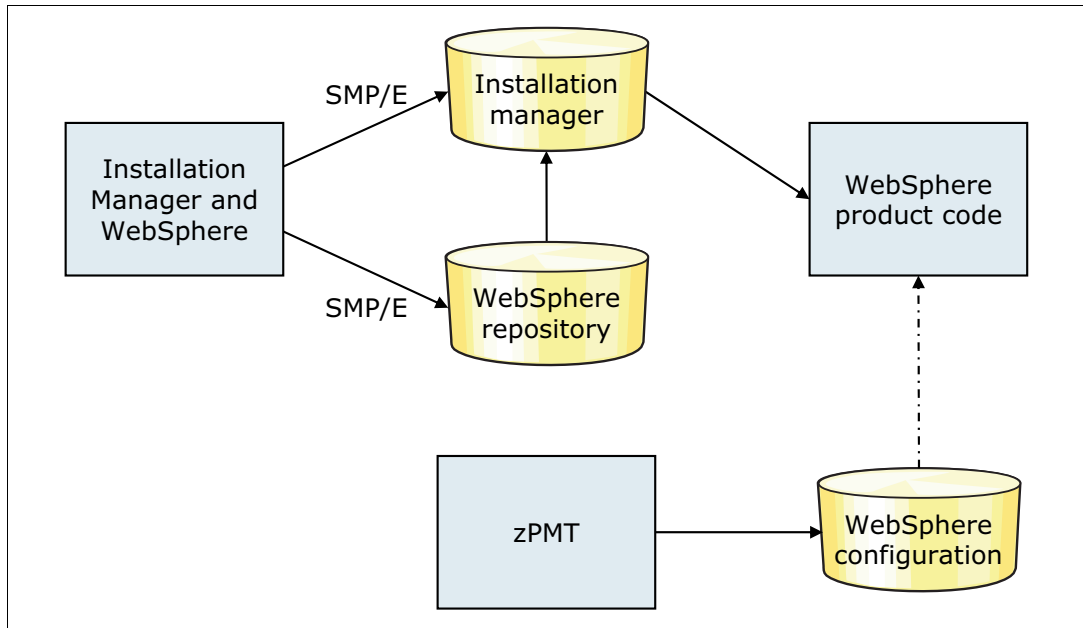 SMP/E
Installation
manager
Installation
Manager and
WebSphere
WebSphere
product code
SMP/E
WebSphere
repository
zPMT
WebSphere
configuration